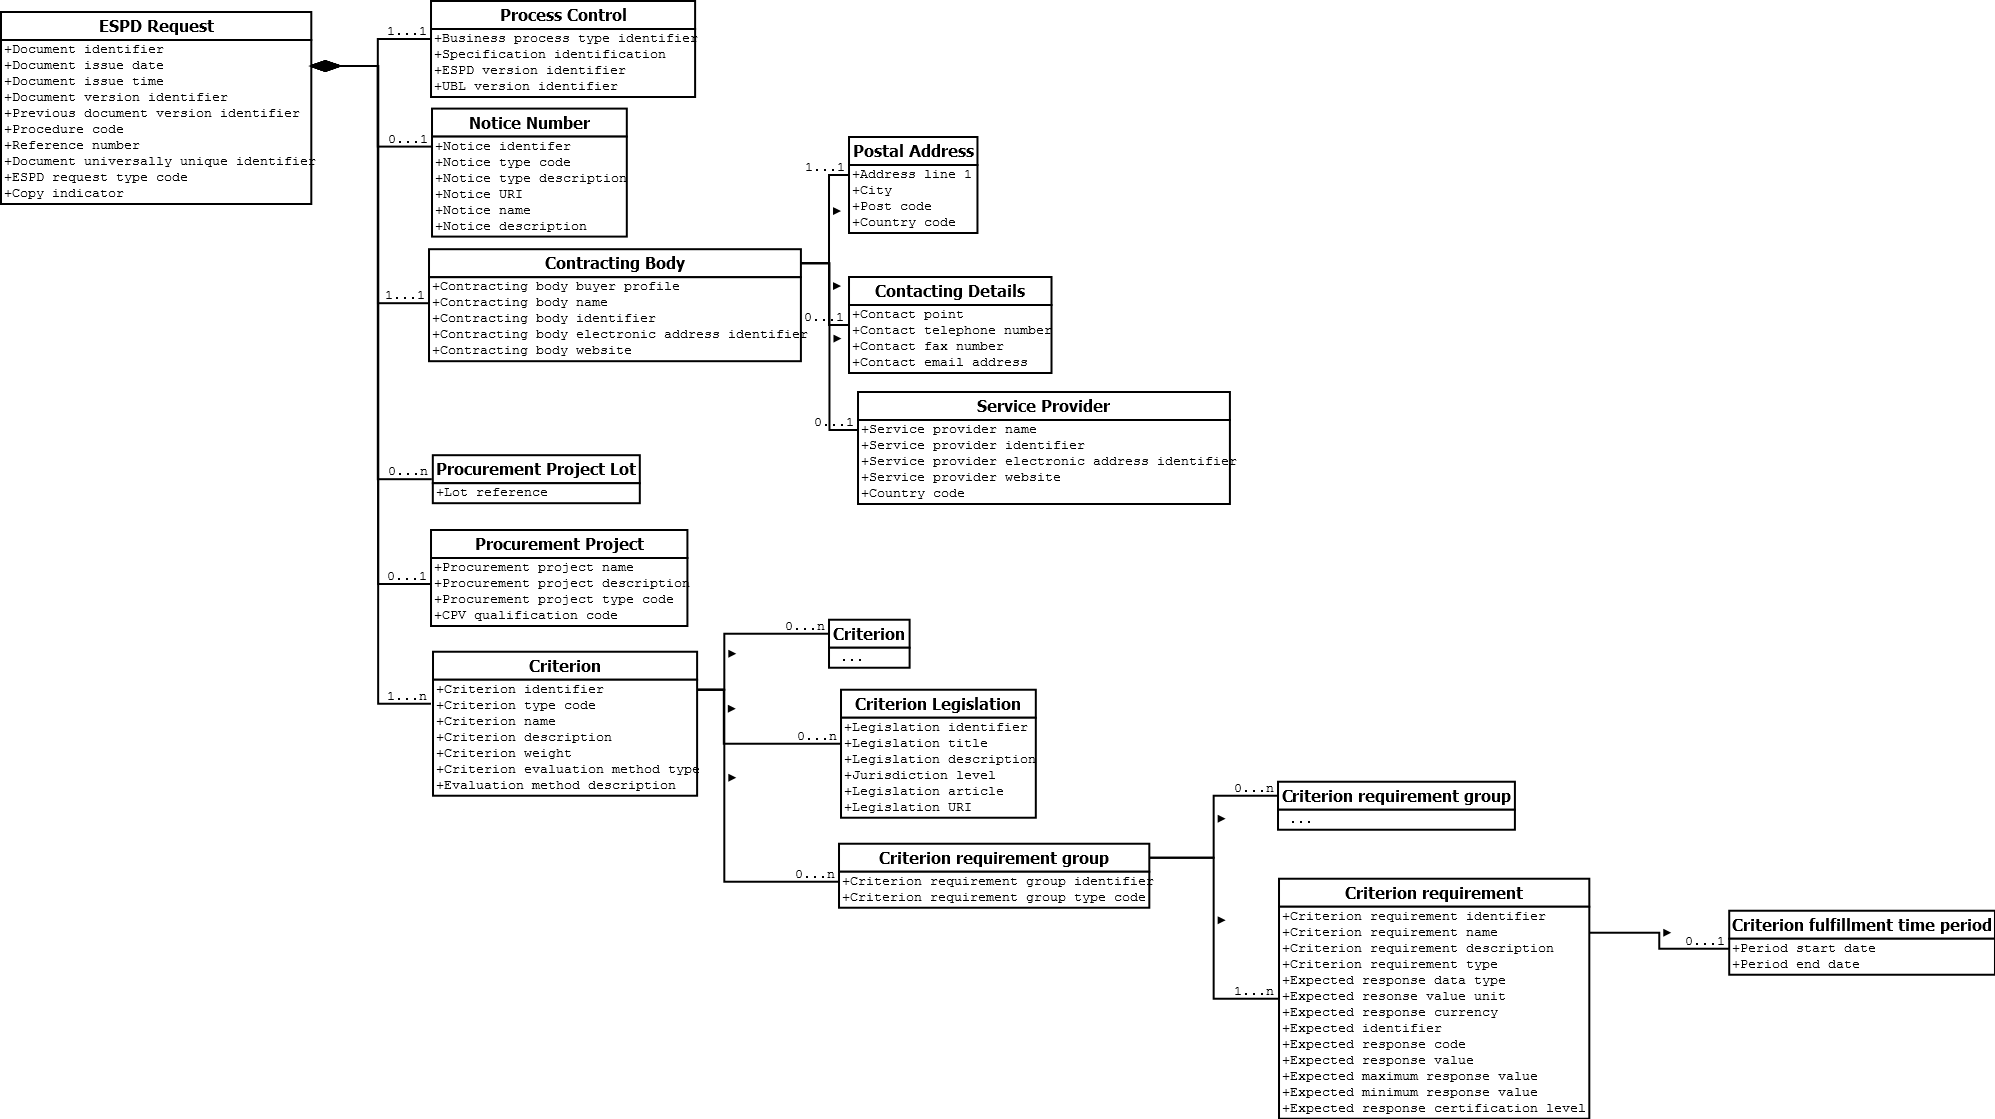 ESPD Request
+Document identifier
+Document issue date
+Document issue time
+Document version identifier
+Previous document version identifier
+Procedure code
+Reference number
+Document universally unique identifier
+ESPD request type code
+Copy indicator
1...1
Process Control
+Business process type identifier
+Specification identification
+ESPD version identifier
+UBL version identifier
0...1
Notice Number
+Notice identifer
+Notice type code
+Notice type description
+Notice URI
+Notice name
+Notice description
1...1
Contracting Body
+Contracting body buyer profile
+Contracting body name
+Contracting body identifier
+Contracting body electronic address identifier
+Contracting body website
1...1
Postal Address
+Address line 1
+City
+Post code
+Country code
0...1
Contacting Details
+Contact point
+Contact telephone number
+Contact fax number
+Contact email address
0...1
Service Provider
+Service provider name
+Service provider identifier
+Service provider electronic address identifier
+Service provider website
+Country code
0...n
Procurement Project Lot
+Lot reference
0...1
Procurement Project
+Procurement project name
+Procurement project description
+Procurement project type code
+CPV qualification code
1...n
Criterion
+Criterion identifier
+Criterion type code
+Criterion name
+Criterion description
+Criterion weight
+Criterion evaluation method type
+Evaluation method description
0...n
Criterion
...
0...n
Criterion Legislation
+Legislation identifier
+Legislation title
+Legislation description
+Jurisdiction level
+Legislation article
+Legislation URI
0...n
Criterion requirement group
+Criterion requirement group identifier
+Criterion requirement group type code
0...n
Criterion requirement group
...
1...n
Criterion requirement
+Criterion requirement identifier
+Criterion requirement name
+Criterion requirement description
+Criterion requirement type
+Expected response data type
+Expected resonse value unit
+Expected response currency
+Expected identifier
+Expected response code
+Expected response value
+Expected maximum response value
+Expected minimum response value
+Expected response certification level
0...1
Criterion fulfillment time period
+Period start date
+Period end date